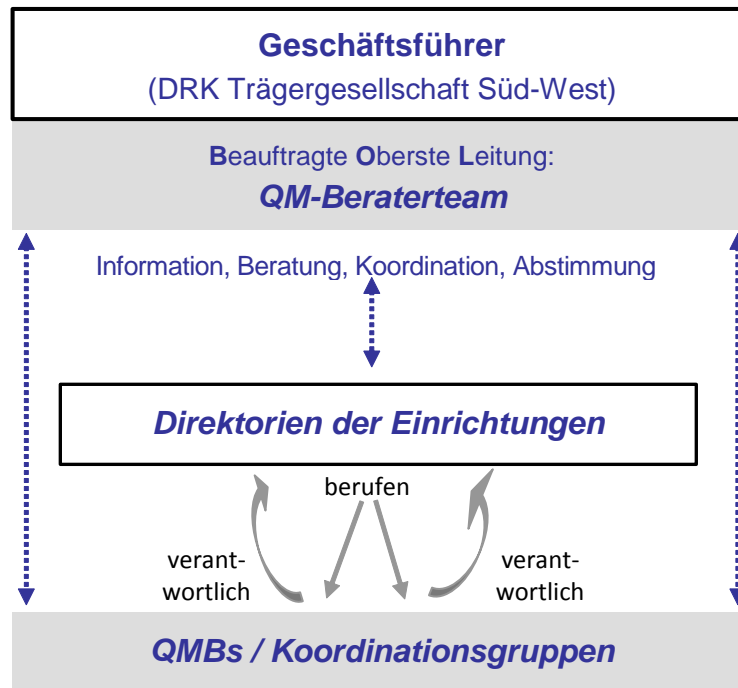 Geschäftsführer
(DRK Trägergesellschaft Süd-West)
Beauftragte Oberste Leitung:
QM-Beraterteam
Information, Beratung, Koordination, Abstimmung
Direktorien der Einrichtungen
berufen
verant-
wortlich
verant-
wortlich
QMBs / Koordinationsgruppen